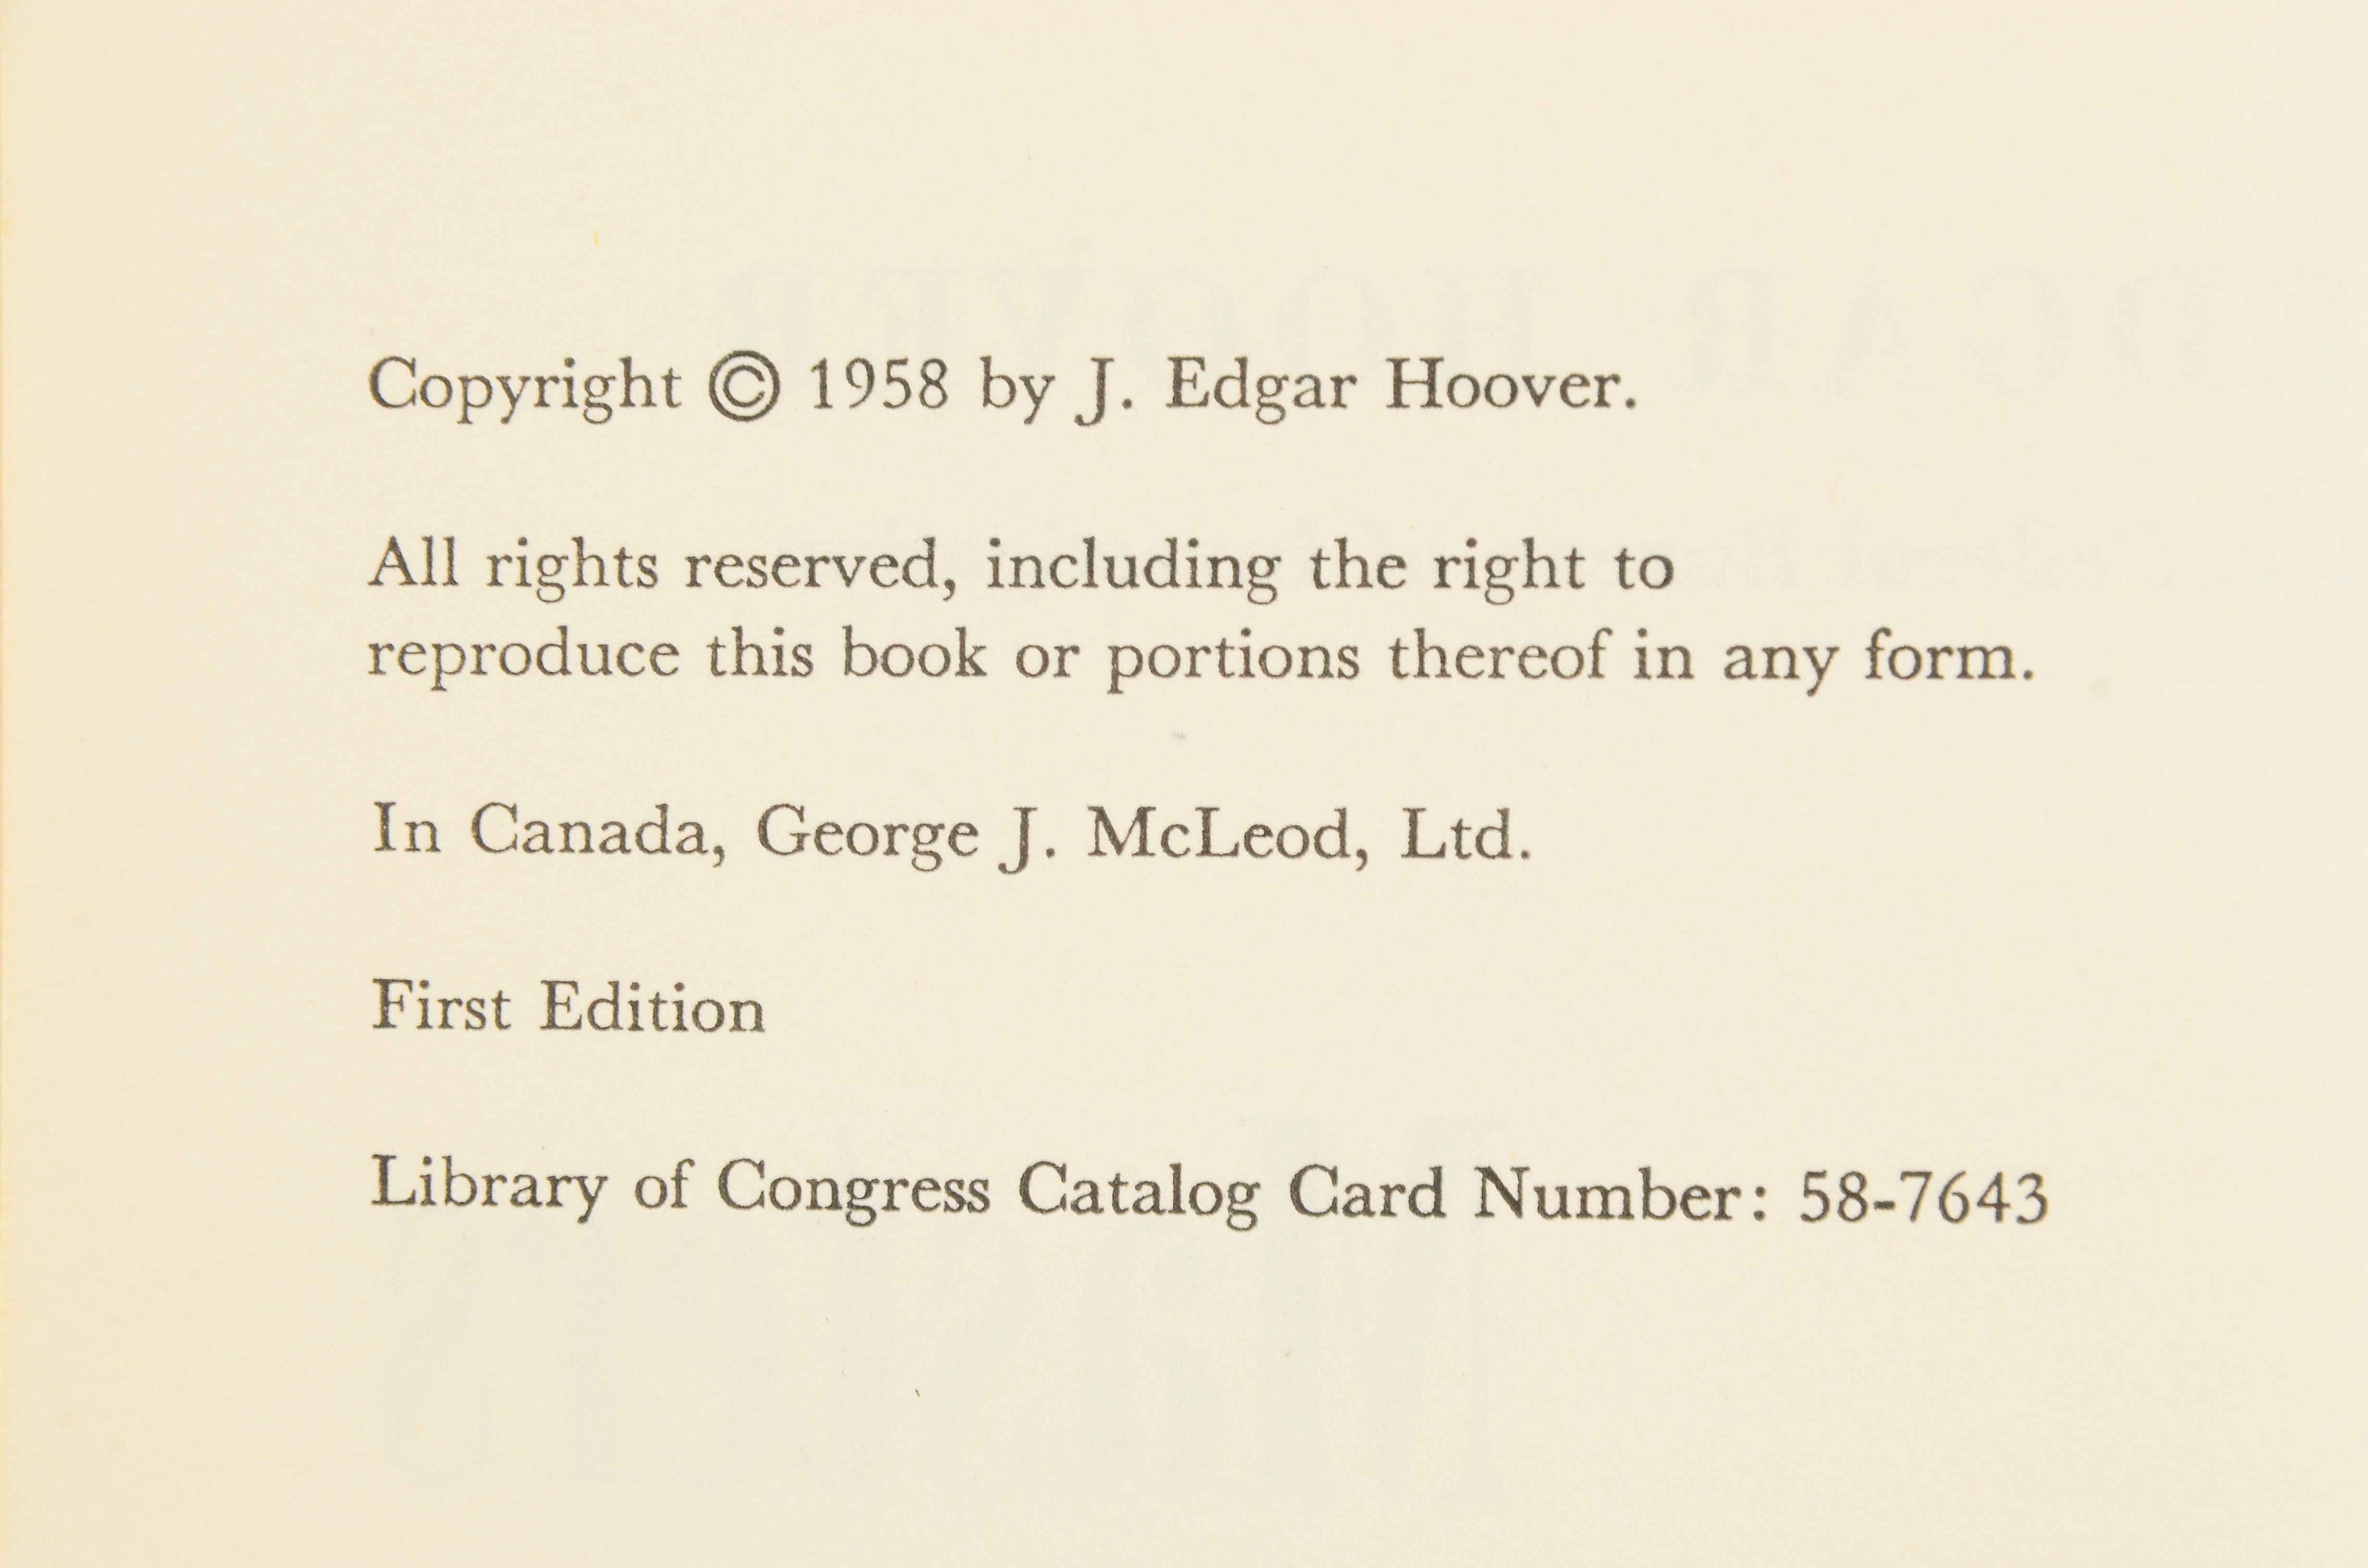 Copyright © 1958 by J. Edgar Hoover.
All rights reserved, including the right to
reproduce this book or portions thereof in any form.
In Canada, George J. McLeod, Ltd.
First Edition
Library of Congress Catalog Card Number: 58-7643